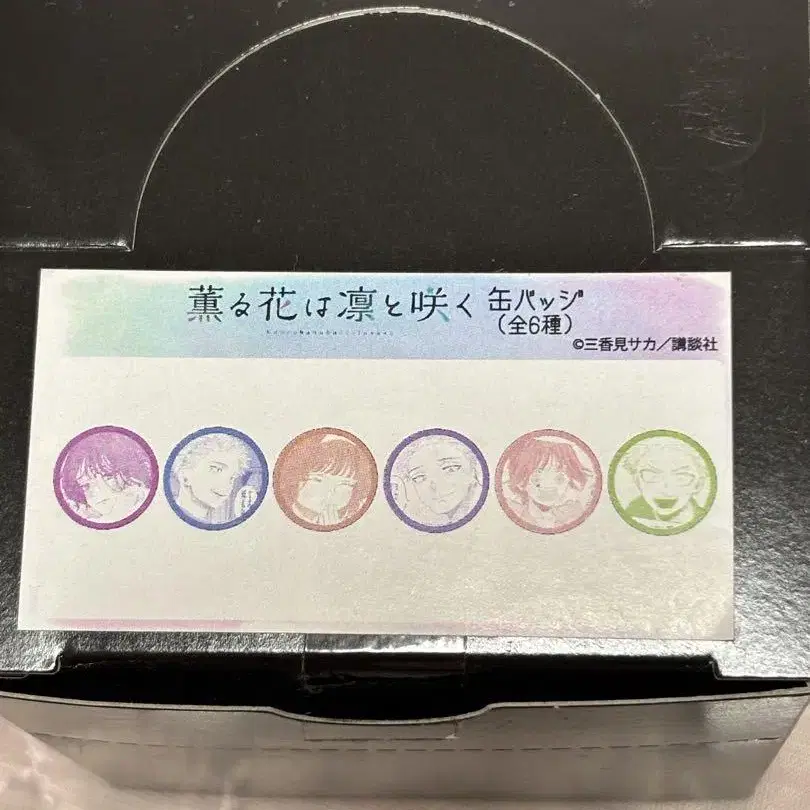 薫る花は凛と咲く 缶バッジ
（全6種）
©三香見サカ／講談社